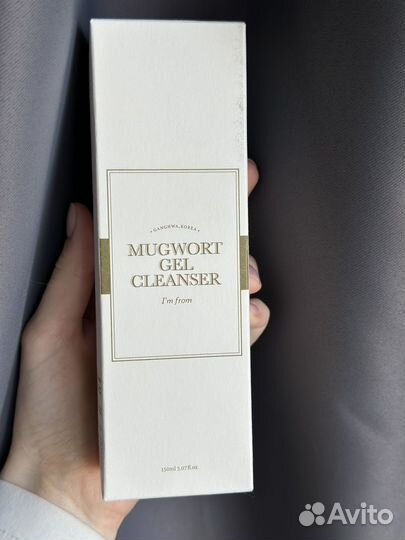 • GANGHWA, KOREA •
MUGWORT
GEL
CLEANSER
I'm from
150ml 5.07fl.oz
Avito